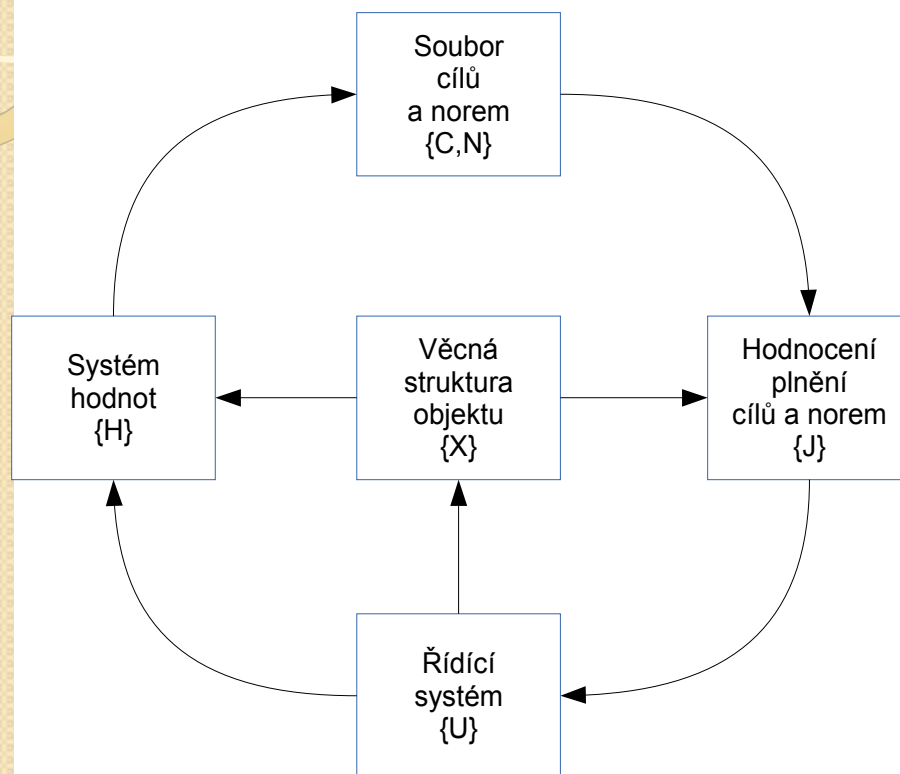 Soubor
cílů
a norem
{C,N}
Systém
hodnot
{H}
Věcná
struktura
objektu
{X}
Hodnocení
plnění
cílů a norem
{J}
Řídící
systém
{U}